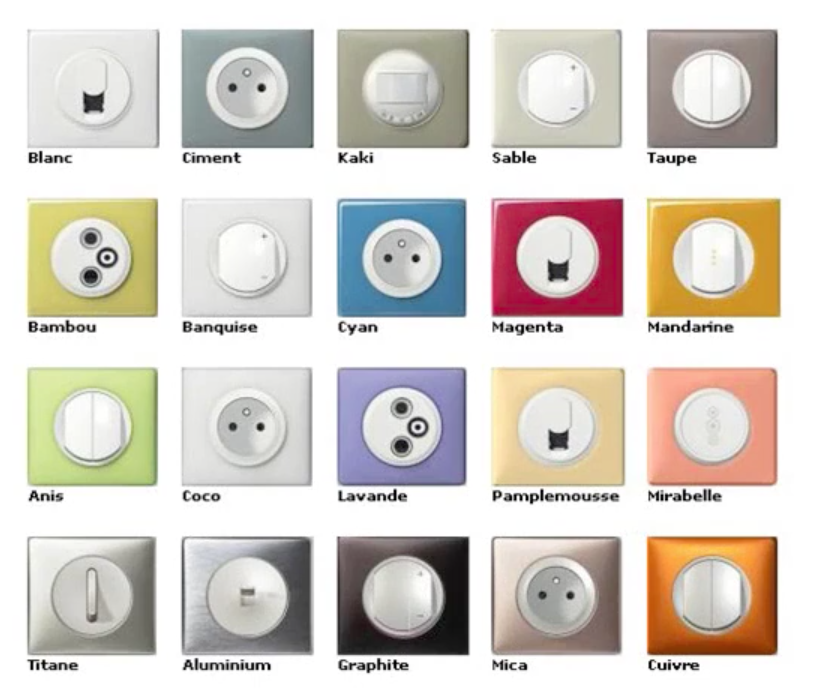 Blanc
Ciment
Kaki
Sable
Taupe
Bambou
Banquise
Cyan
Magenta
Mandarine
Anis
Coco
Lavande
Pamplemousse
Mirabelle
Titane
Aluminium
Graphite
Mica
Cuivre